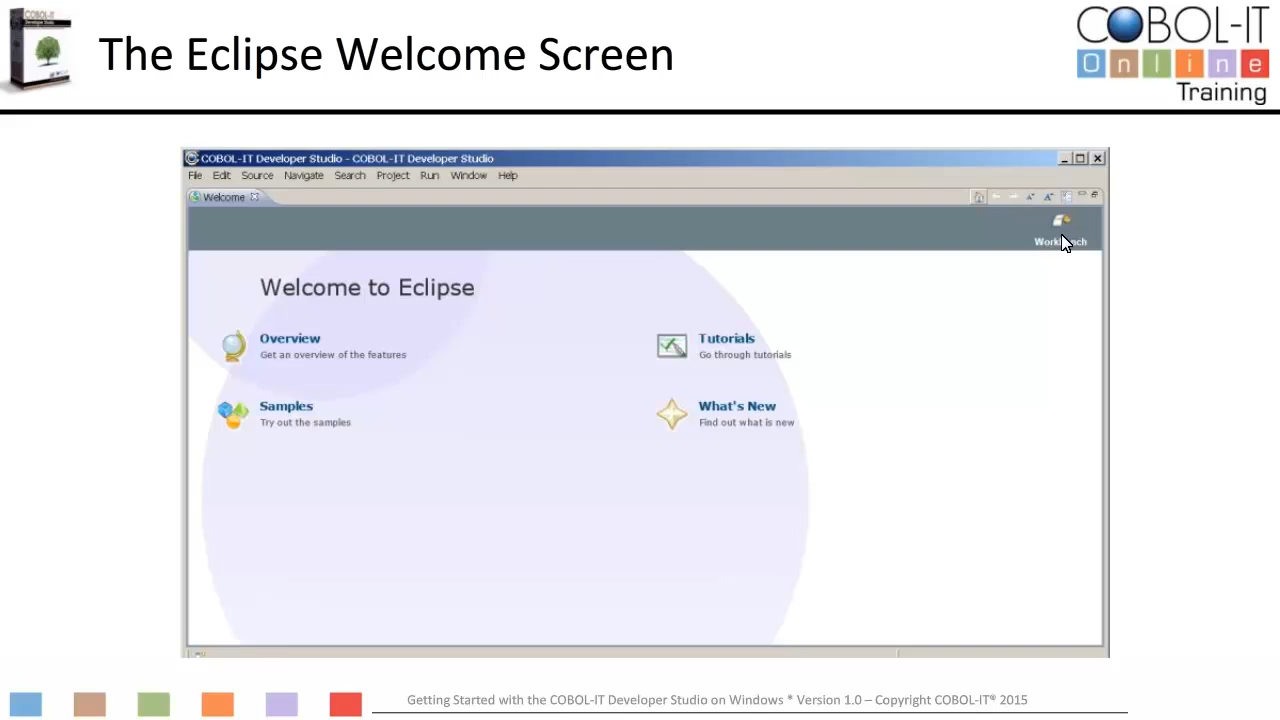 The Eclipse Welcome Screen
COBOL-IT
Online
Training
COBOL-IT Developer Studio - COBOL-IT Developer Studio
File Edit Source Navigate Search Project Run Window Help
Welcome
Welcome to Eclipse
Overview
Get an overview of the features
Tutorials
Go through tutorials
Samples
Try out the samples
What's New
Find out what is new
Getting Started with the COBOL-IT Developer Studio on Windows * Version 1.0 – Copyright COBOL-IT® 2015